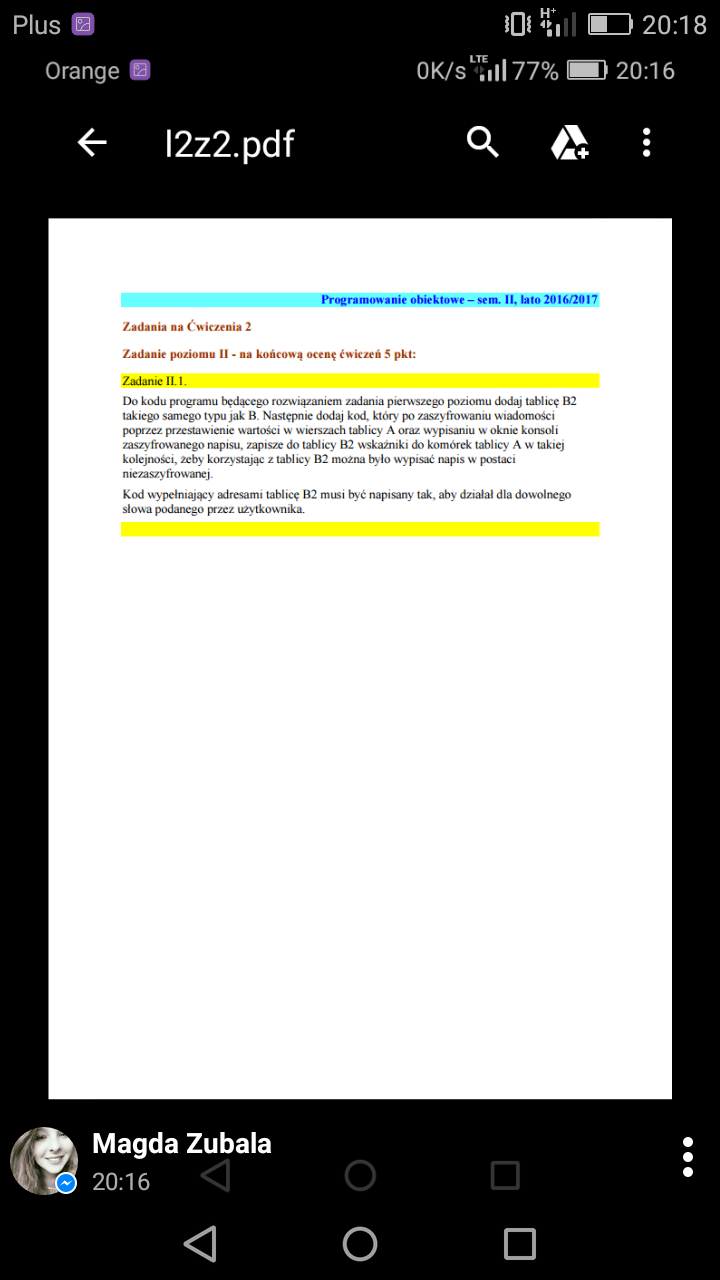 Plus H+ 20:18
Orange 0K/s LTE 77% 20:16
l2z2.pdf
Programowanie obiektowe – sem. II, lato 2016/2017
Zadania na Ćwiczenia 2
Zadanie poziomu II - na końcową ocenę ćwiczeń 5 pkt:
Zadanie II.1.
Do kodu programu będącego rozwiązaniem zadania pierwszego poziomu dodaj tablicę B2
takiego samego typu jak B. Następnie dodaj kod, który po zaszyfrowaniu wiadomości
poprzez przestawienie wartości w wierszach tablicy A oraz wypisaniu w oknie konsoli
zaszyfrowanego napisu, zapisze do tablicy B2 wskaźniki do komórek tablicy A w takiej
kolejności, żeby korzystając z tablicy B2 można było wypisać napis w postaci
niezaszyfrowanej.
Kod wypełniający adresami tablicę B2 musi być napisany tak, aby działał dla dowolnego
słowa podanego przez użytkownika.
Magda Zubala
20:16